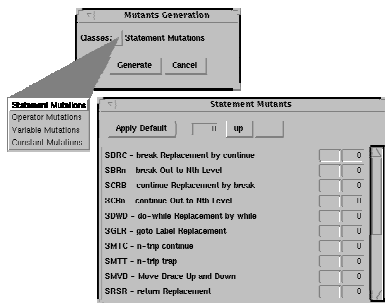 Mutants Generation
Classes: Statement Mutations
Generate Cancel
Statement Mutations
Operator Mutations
Variable Mutations
Constant Mutations
Statement Mutants
Apply Default 0 up
SBRC - break Replacement by continue 0
SBRn - break Out to Nth Level 0
SCRB - continue Replacement by break 0
SCRn - continue Out to Nth Level 0
SDWD - do-while Replacement by while 0
SGLR - goto Label Replacement 0
SMTC - n-trip continue 0
SMTT - n-trip trap 0
SMVB - Move Brace Up and Down 0
SRSR - return Replacement 0